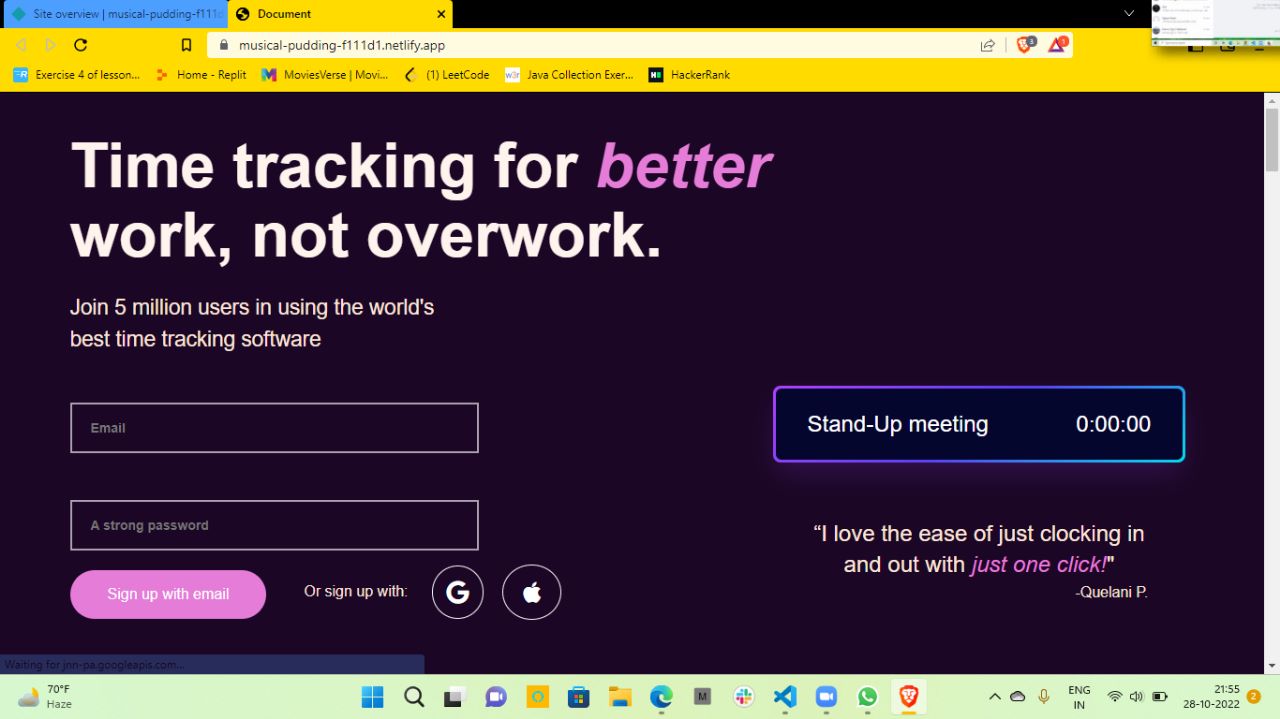 Site overview | musical-pudding-f111d
Document
musical-pudding-f111d1.netlify.app
Exercise 4 of lesson...
Home - Replit
MoviesVerse | Movi...
(1) LeetCode
w3r
Java Collection Exer...
HackerRank
Time tracking for better
work, not overwork.
Join 5 million users in using the world's
best time tracking software
Email
Stand-Up meeting 0:00:00
A strong password
“I love the ease of just clocking in
and out with just one click!"
-Quelani P.
Sign up with email
Or sign up with:
G
Waiting for jnn-pa.googleapis.com...
70°F
Haze
M
ENG
IN
21:55
28-10-2022
2